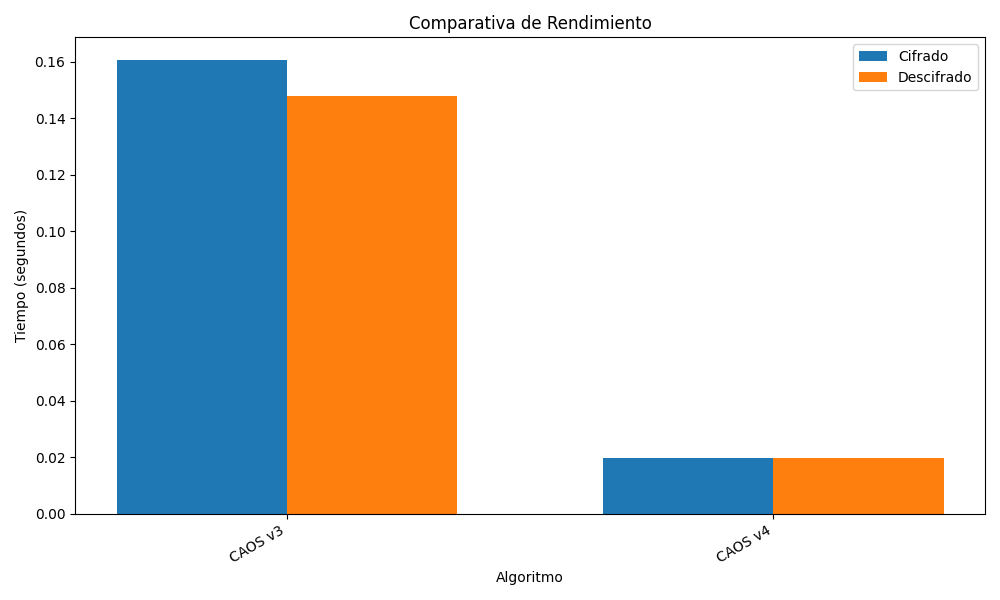 Comparativa de Rendimiento
Cifrado
Descifrado
Tiempo (segundos)
0.16
0.14
0.12
0.10
0.08
0.06
0.04
0.02
0.00
CAOS v3
CAOS v4
Algoritmo